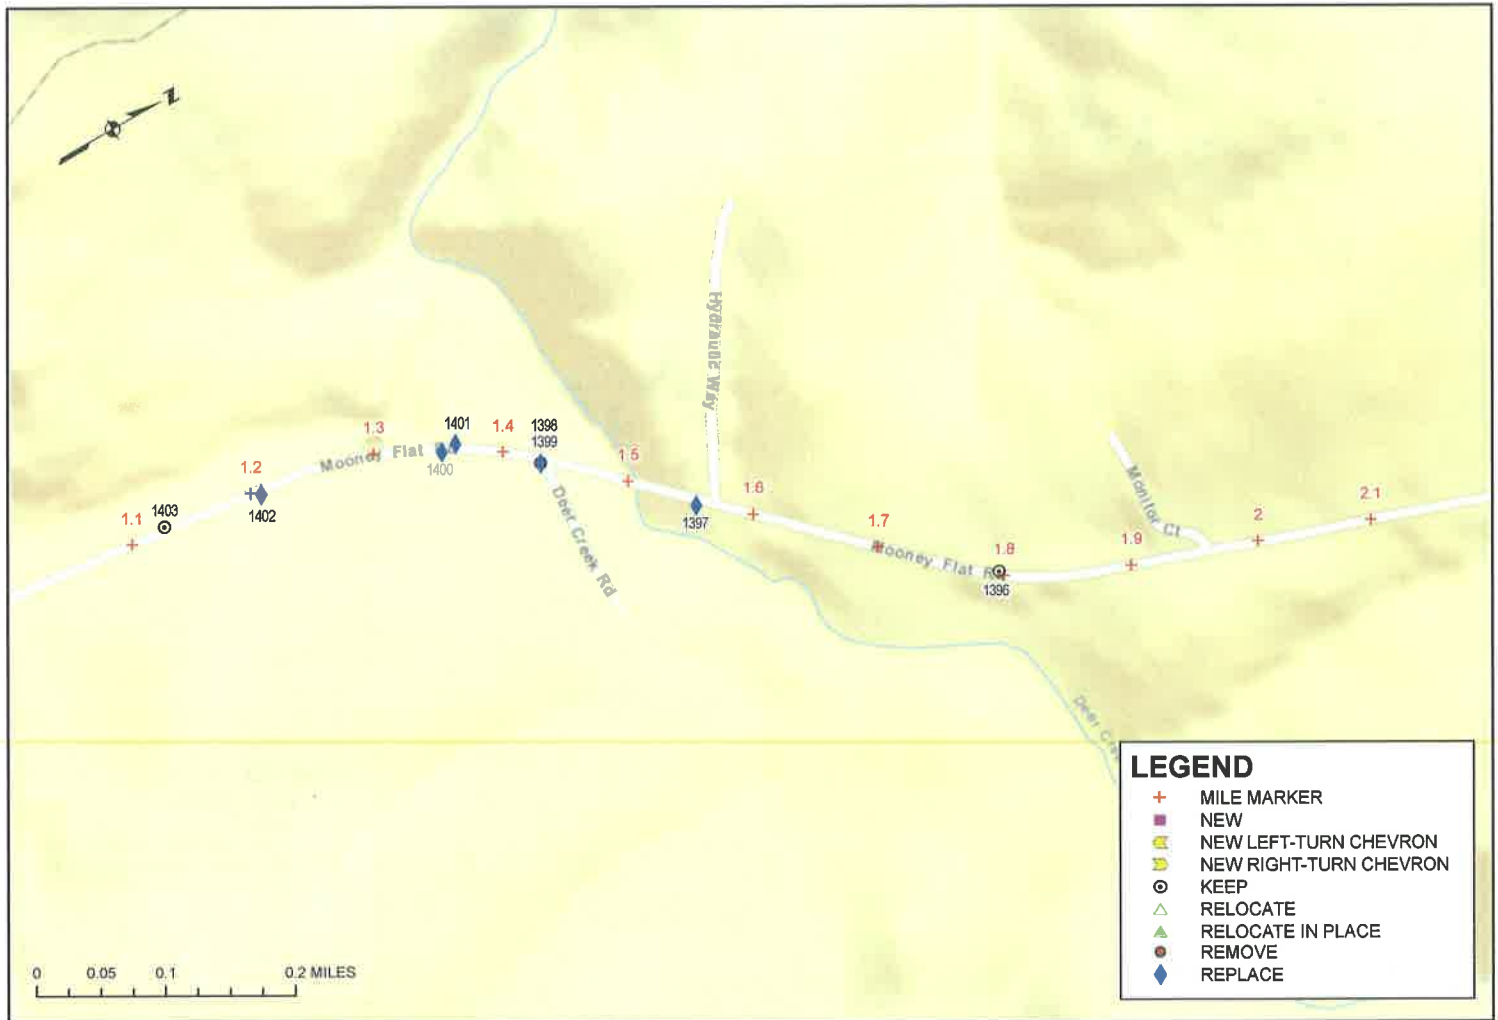 Z
Hydraulic Way
1401
1.4
1398
1399
1.3
Mooney Flat
1400
1.5
1.2
1402
1403
1.1
Deer Creek Rd
1397
1.6
1.7
Mooney Flat R
1.8
1396
Monitor Ct
1.9
2
2.1
Deer Cree
LEGEND
MILE MARKER
NEW
NEW LEFT-TURN CHEVRON
NEW RIGHT-TURN CHEVRON
KEEP
RELOCATE
RELOCATE IN PLACE
REMOVE
REPLACE
0 0.05 0.1 0.2 MILES